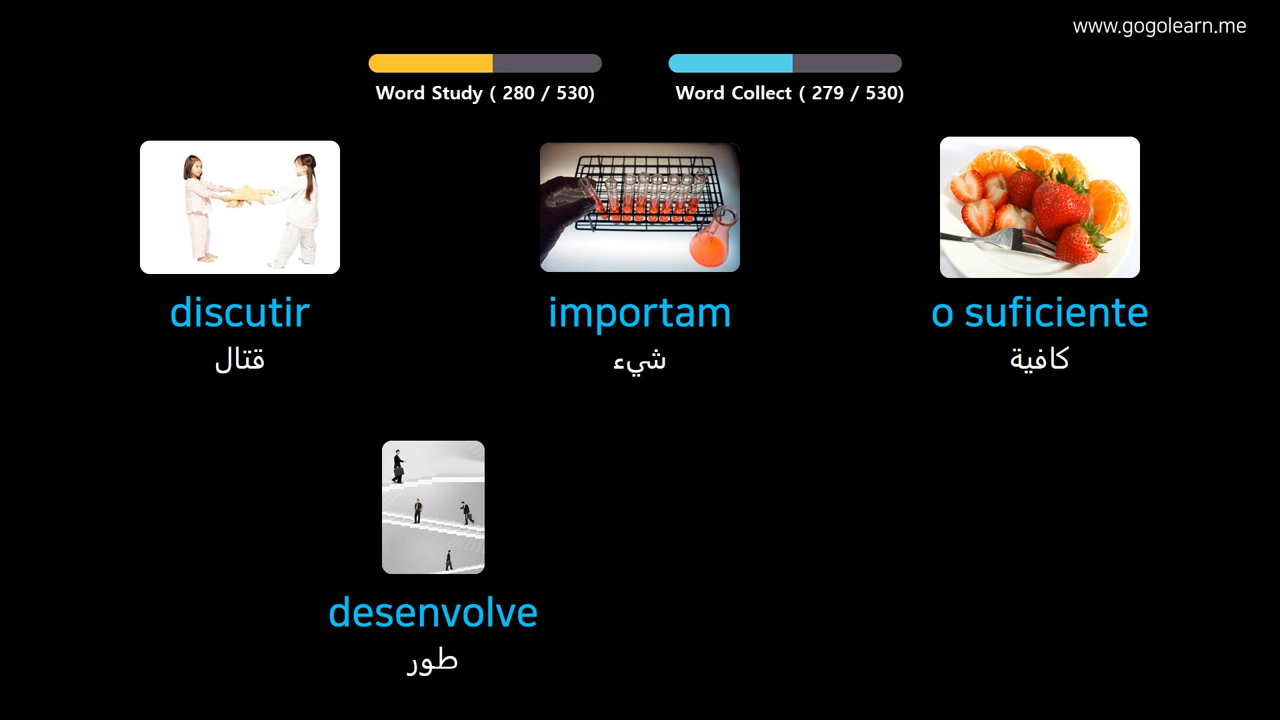 www.gogolearn.me
Word Study ( 280 / 530)
Word Collect ( 279 / 530)
discutir
قتال
importam
شيء
o suficiente
كافية
desenvolve
طور